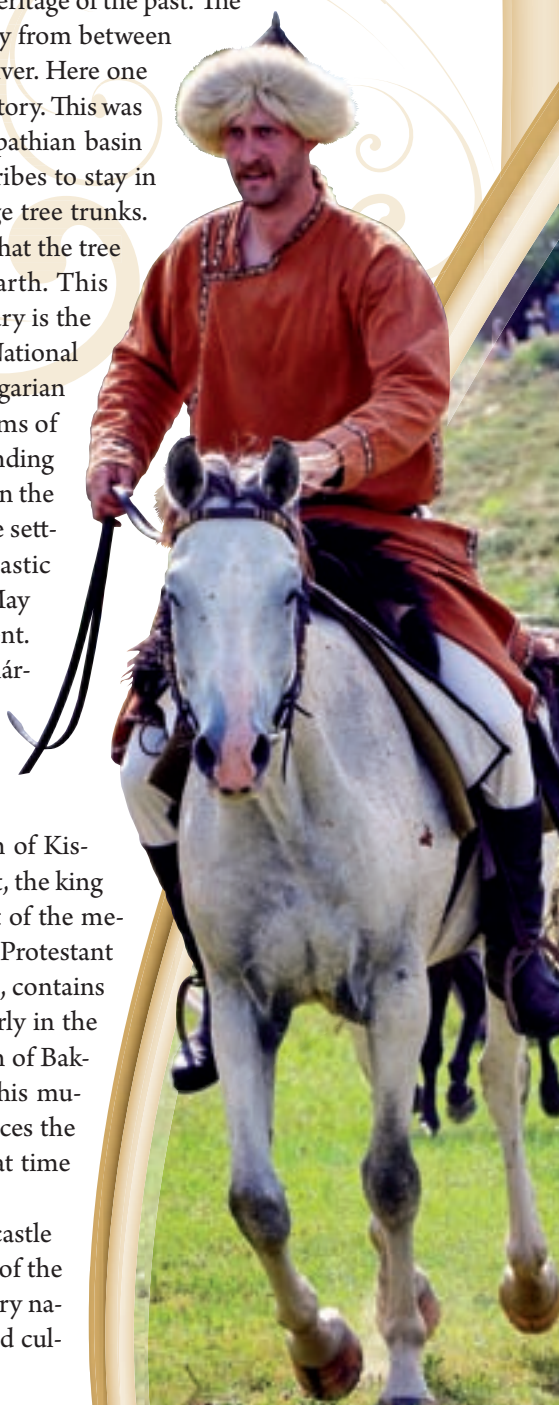 eritage of the past. The
y from between
ver. Here one
tory. This was
pathian basin
ribes to stay in
ge tree trunks.
hat the tree
arth. This
ry is the
National
garian
ms of
nding
n the
e sett-
astic
May
nt.
ár-
n of Kis-
t, the king
t of the me-
Protestant
, contains
rly in the
n of Bak-
his mu-
ces the
at time
castle
of the
ry na-
d cul-